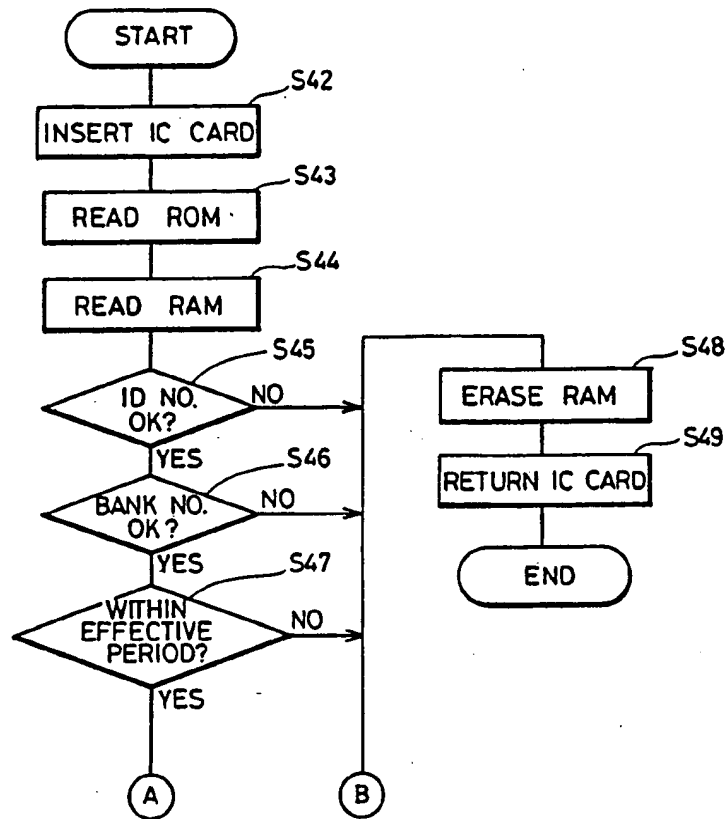 START
S42
INSERT IC CARD
S43
READ ROM
S44
READ RAM
S45
ID NO.
OK?
NO
YES
S46
BANK NO.
OK?
NO
YES
S47
WITHIN
EFFECTIVE
PERIOD?
NO
YES
A
S48
ERASE RAM
S49
RETURN IC CARD
END
B